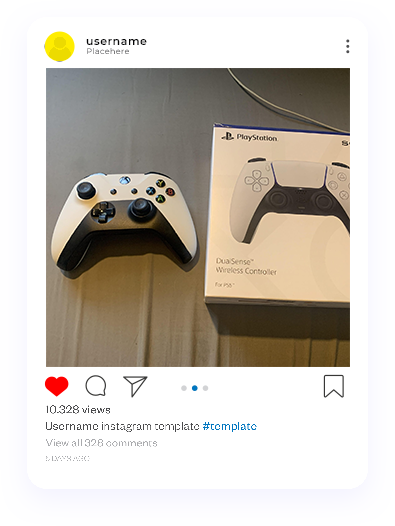 username
Placehere
PlayStation
DualSense™
Wireless Controller
For PS5™
10.328 views
Username instagram template #template
View all 328 comments
5 DAYS AGO